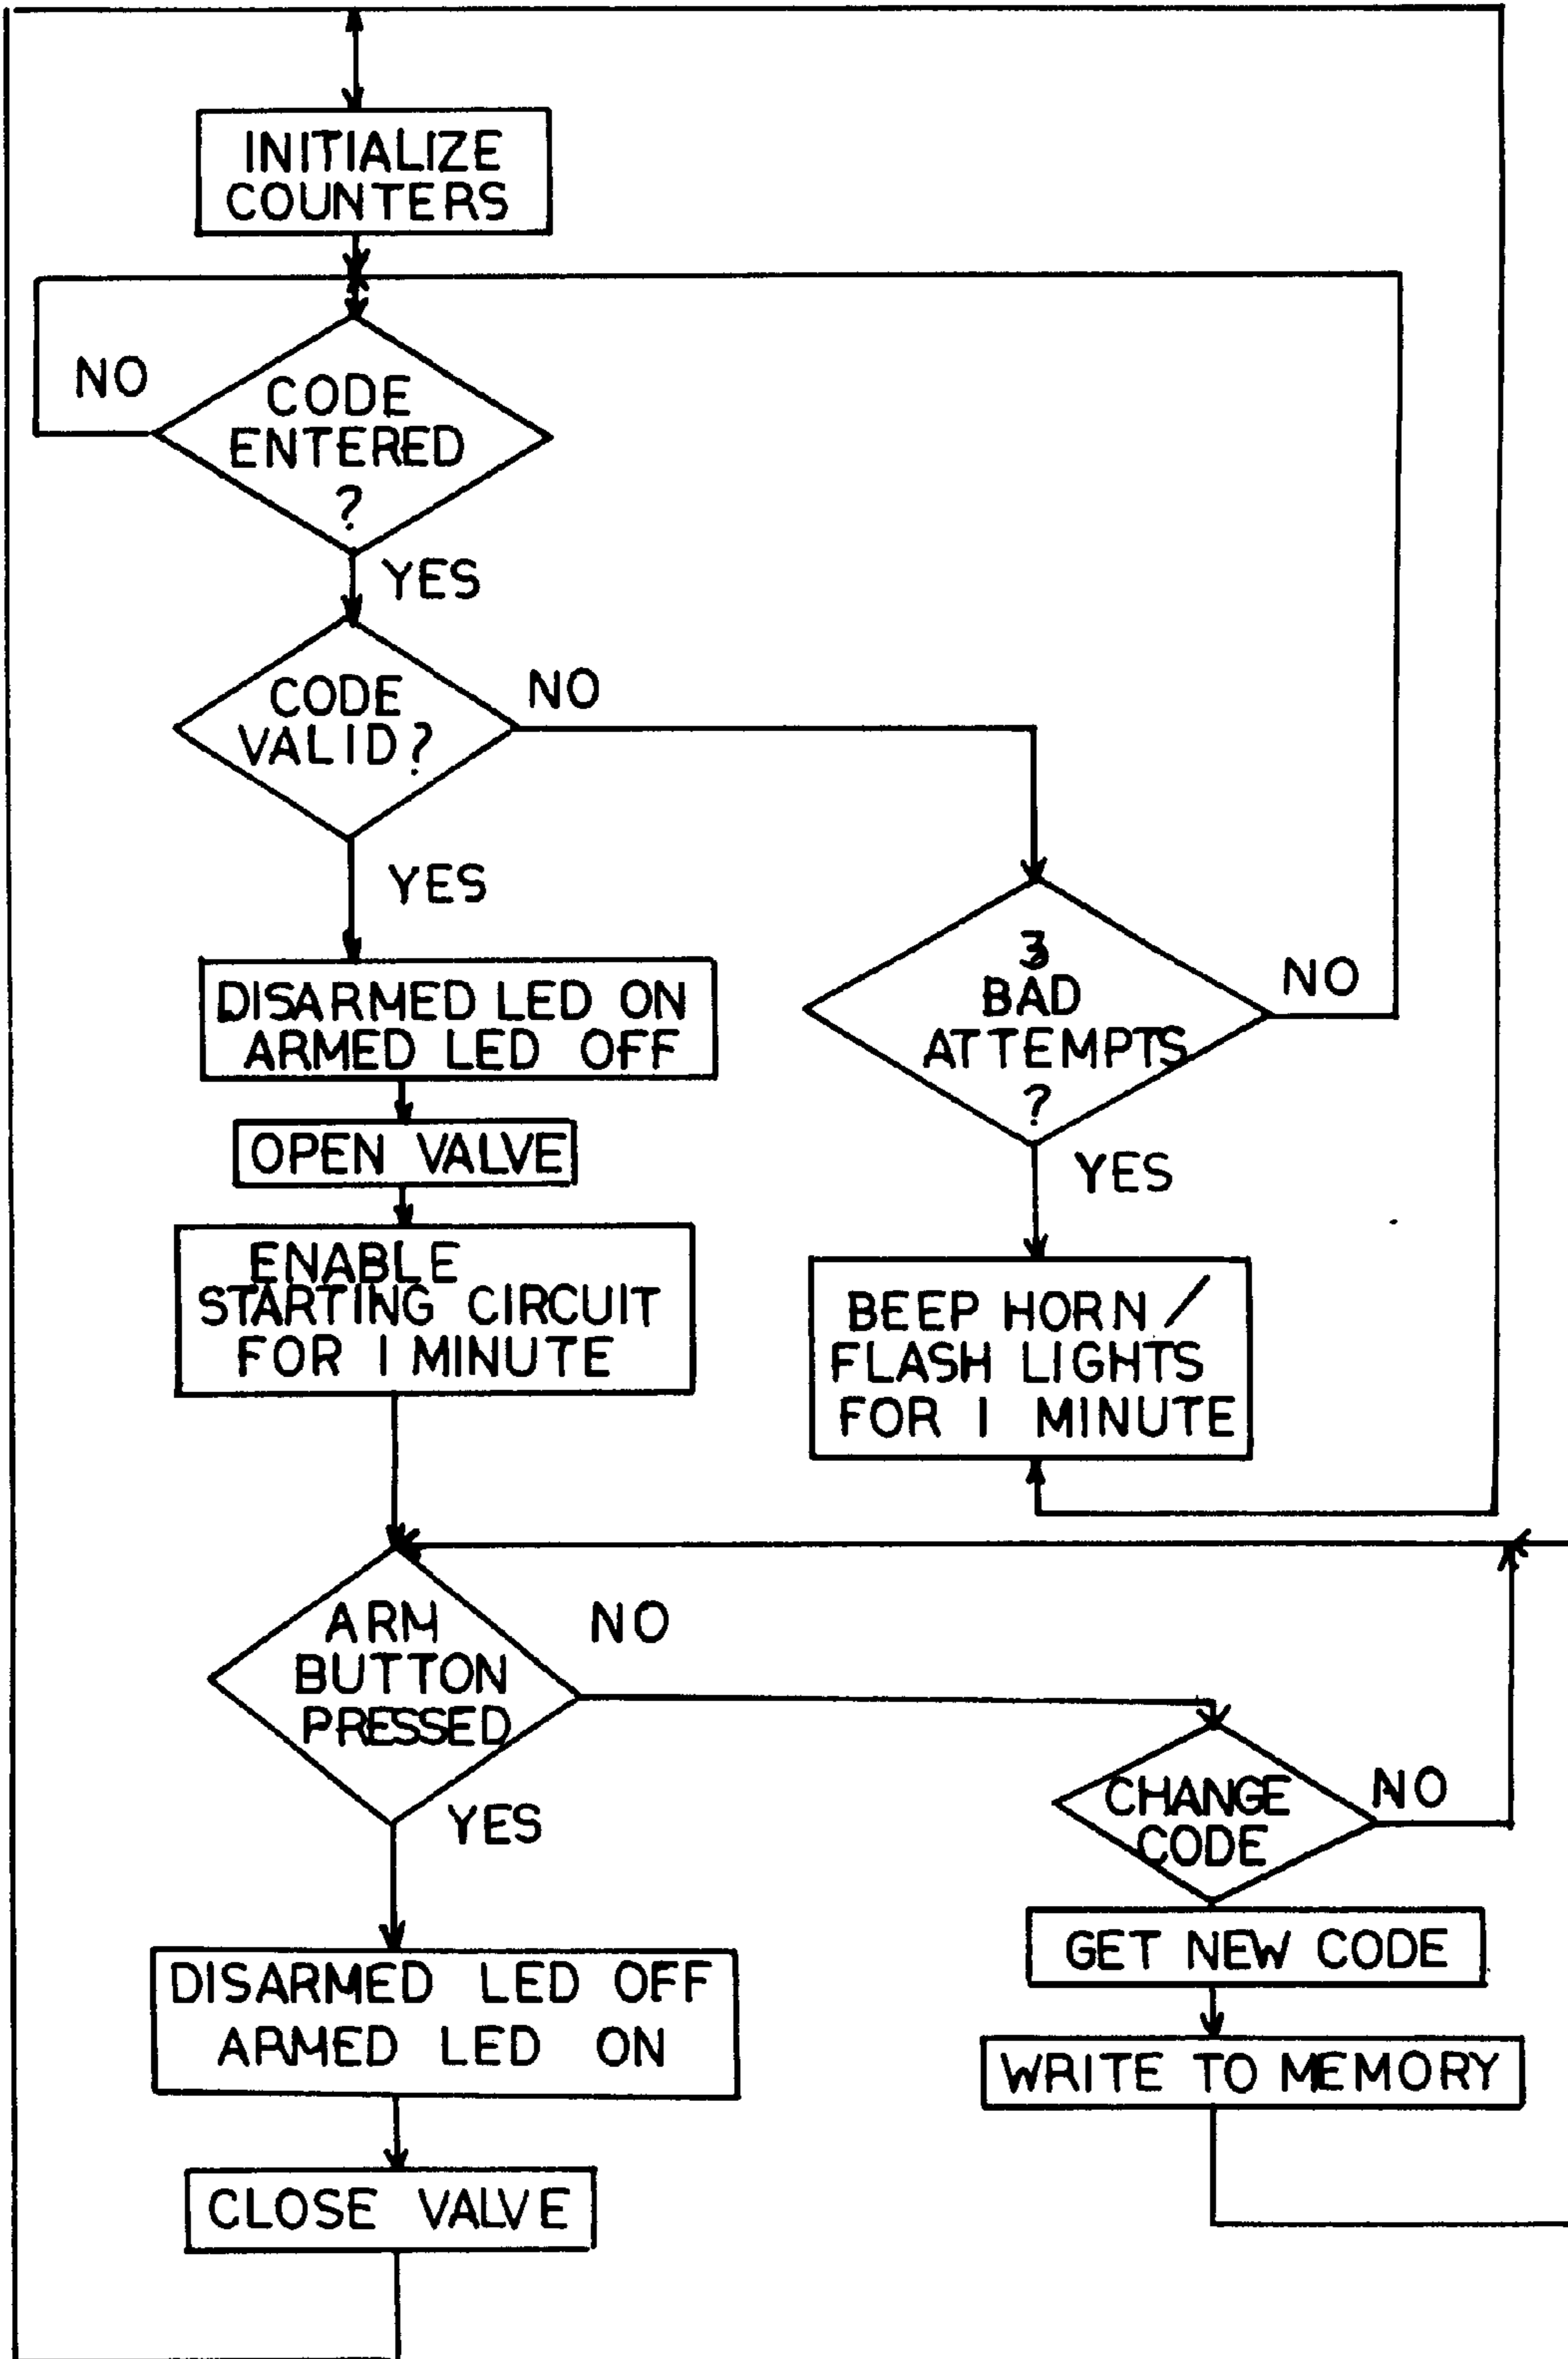 INITIALIZE
COUNTERS
NO
CODE
ENTERED
?
YES
CODE
VALID?
NO
YES
3
BAD
ATTEMPTS
?
NO
YES
DISARMED LED ON
ARMED LED OFF
OPEN VALVE
ENABLE
STARTING CIRCUIT
FOR 1 MINUTE
BEEP HORN /
FLASH LIGHTS
FOR 1 MINUTE
ARM
BUTTON
PRESSED
NO
YES
CHANGE
CODE
NO
GET NEW CODE
WRITE TO MEMORY
DISARMED LED OFF
ARMED LED ON
CLOSE VALVE